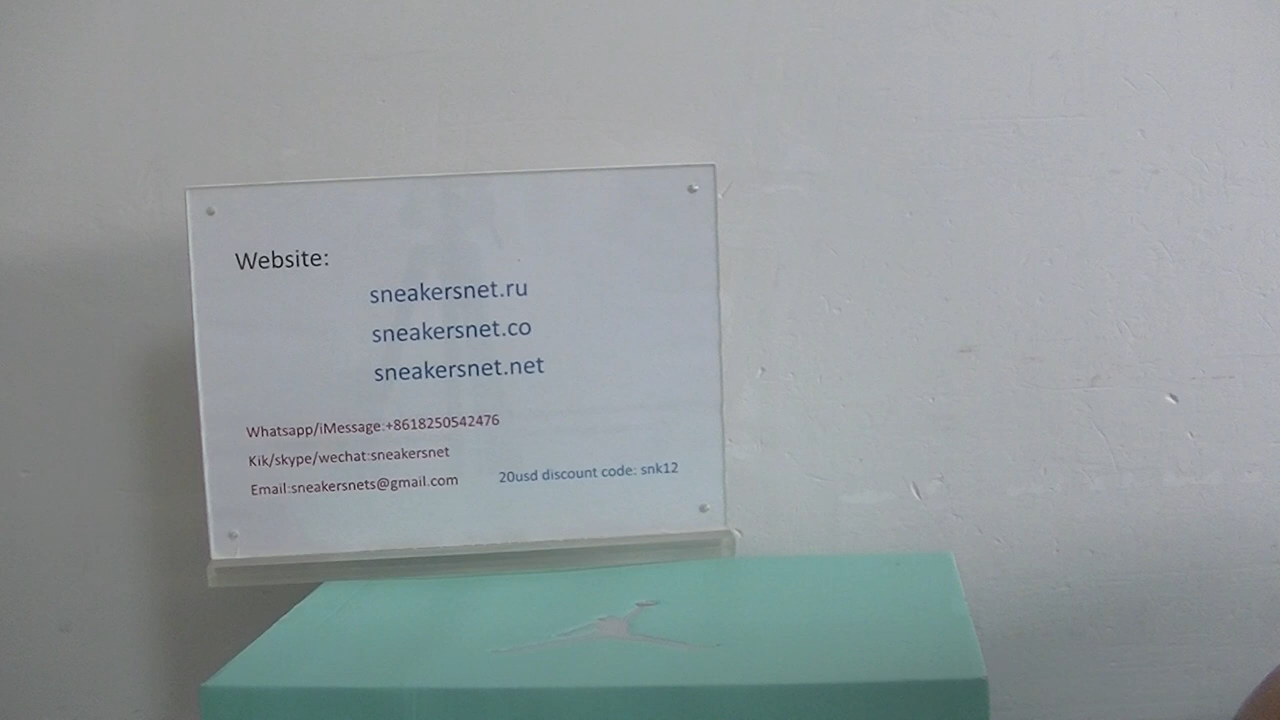 Website:
sneakersnet.ru
sneakersnet.co
sneakersnet.net
Whatsapp/iMessage:+8618250542476
Kik/skype/wechat:sneakersnet
Email:sneakersnets@gmail.com
20usd discount code: snk12